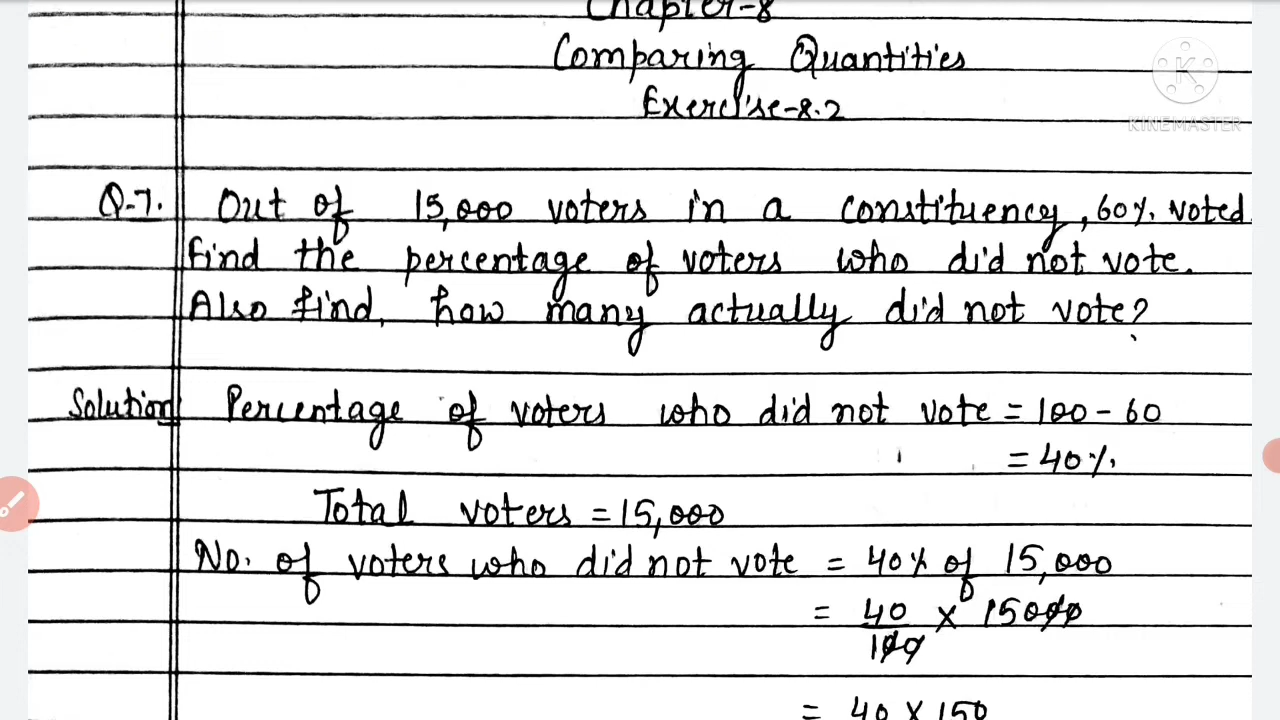 Chapter-8
Comparing Quantities
Exercise-8.2
KINEMASTER
Q-7. Out of 15,000 voters in a constituency, 60% voted.
Find the percentage of voters who did not vote.
Also find, how many actually did not vote?
Solution Percentage of voters who did not vote = 100 - 60
= 40%
Total voters = 15,000
No. of voters who did not vote = 40% of 15,000
= 40/100 × 15000
= 40 × 150